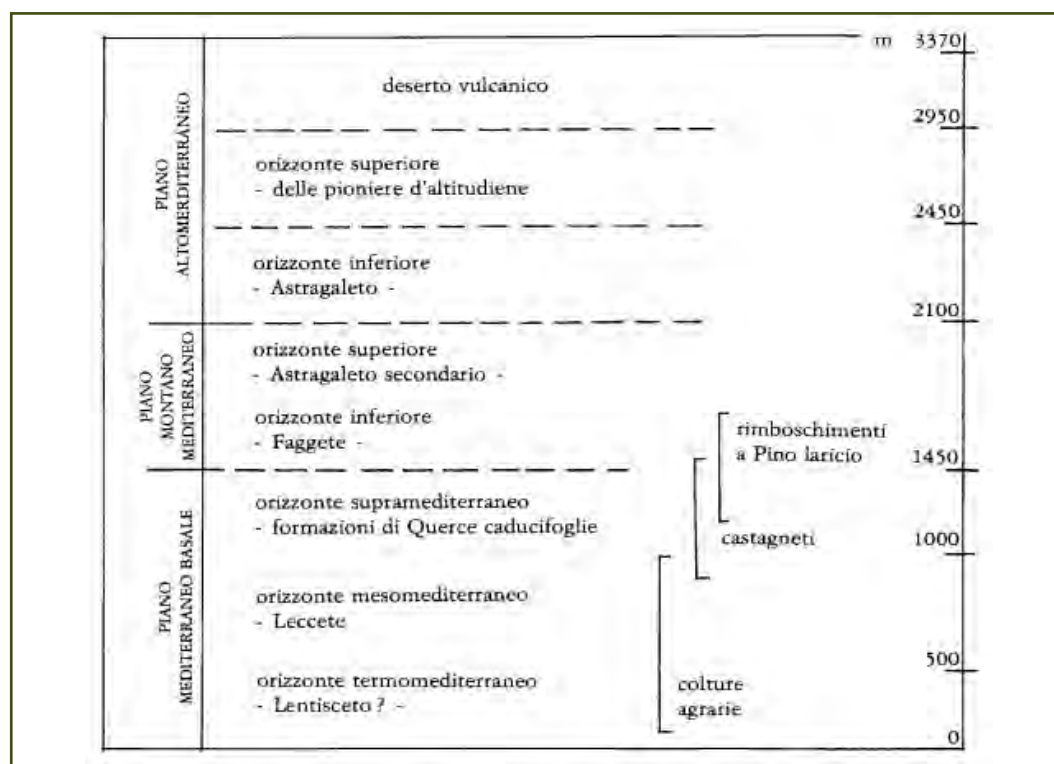 m 3370
PIANO
ALTOMERDITERRÁNEO
deserto vulcanico
2950
orizzonte superiore
- delle pioniere d'altitudiene
2450
orizzonte inferiore
- Astragaleto -
2100
PIANO
MONTANO
MEDITERRANEO
orizzonte superiore
- Astragaleto secondario -
orizzonte inferiore
- Faggete -
rimboschimenti
a Pino laricio
1450
PIANO
MEDITERRANEO BASALE
orizzonte supramediterraneo
- formazioni di Querce caducifoglie
castagneti
1000
orizzonte mesomediterraneo
- Leccete
500
orizzonte termomediterraneo
- Lentisceto? -
colture
agrarie
0